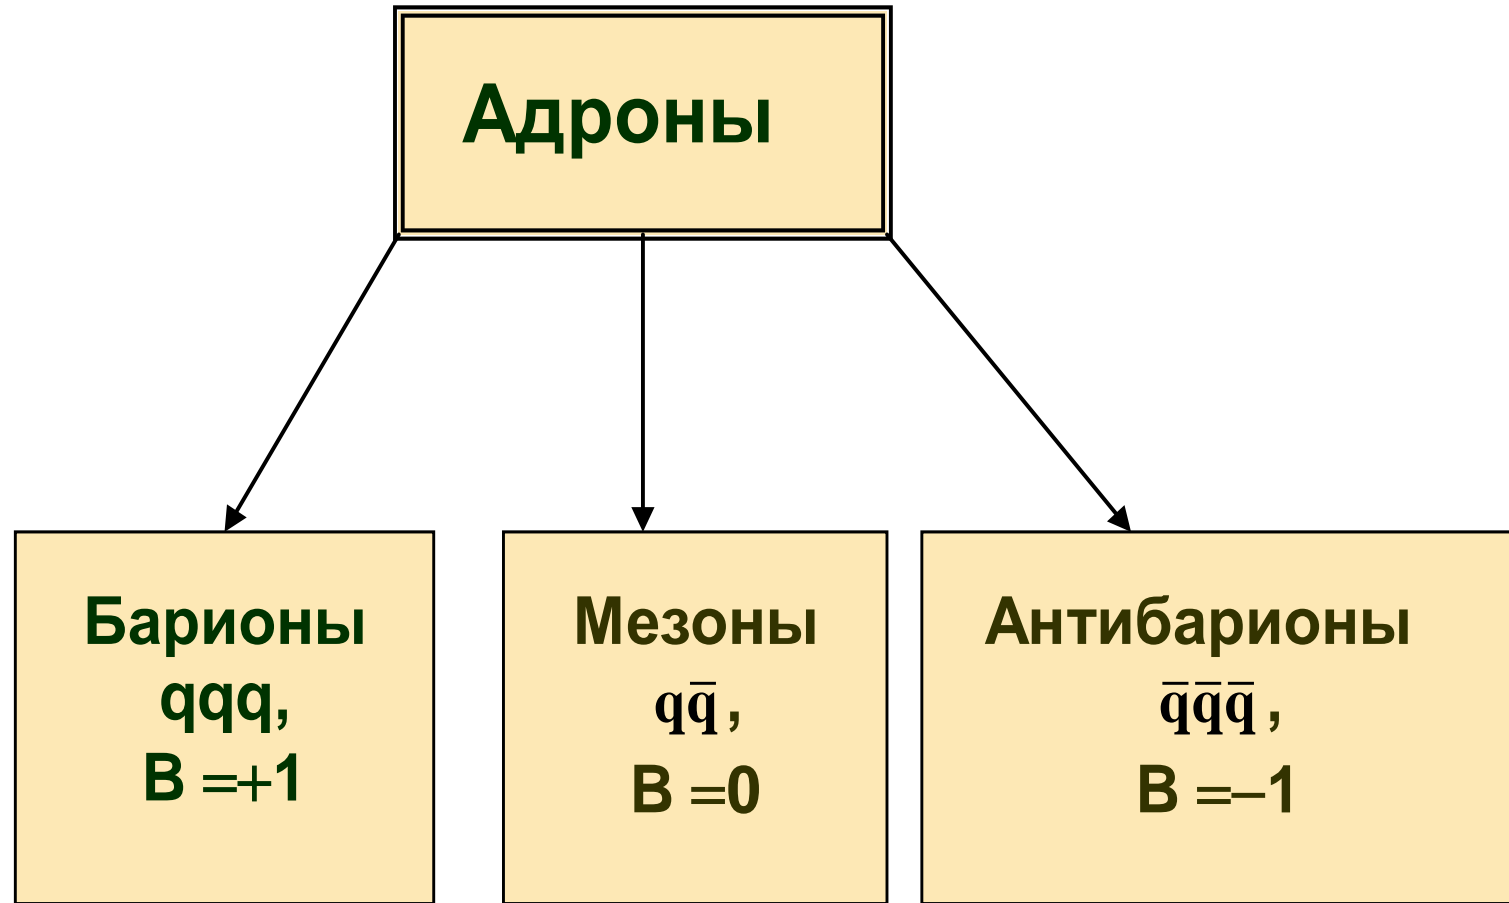 Адроны
Барионы
qqq,
B =+1
Мезоны
qq̅ ,
B =0
Антибарионы
q̅q̅q̅ ,
B =–1